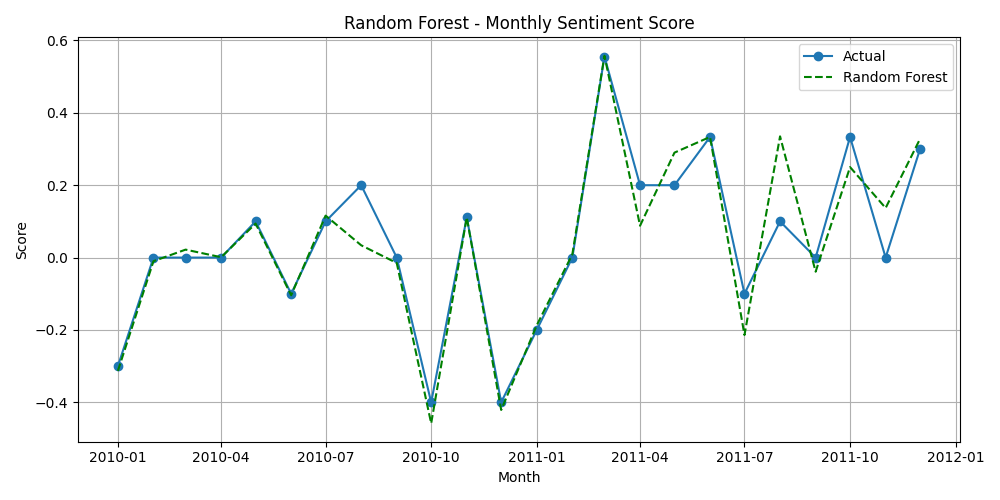 Random Forest - Monthly Sentiment Score
Actual
Random Forest
Score
0.6
0.4
0.2
0.0
−0.2
−0.4
2010-01 2010-04 2010-07 2010-10 2011-01 2011-04 2011-07 2011-10 2012-01
Month